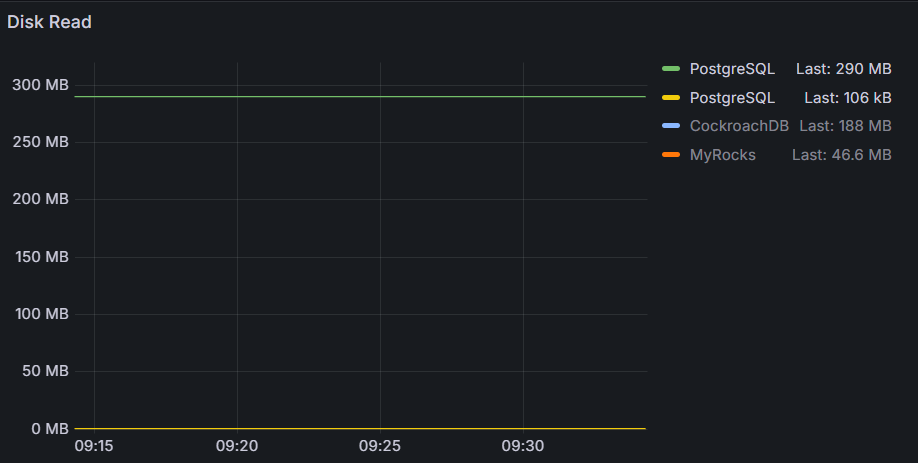 Disk Read
300 MB
250 MB
200 MB
150 MB
100 MB
50 MB
0 MB
09:15 09:20 09:25 09:30
PostgreSQL Last: 290 MB
PostgreSQL Last: 106 kB
CockroachDB Last: 188 MB
MyRocks Last: 46.6 MB